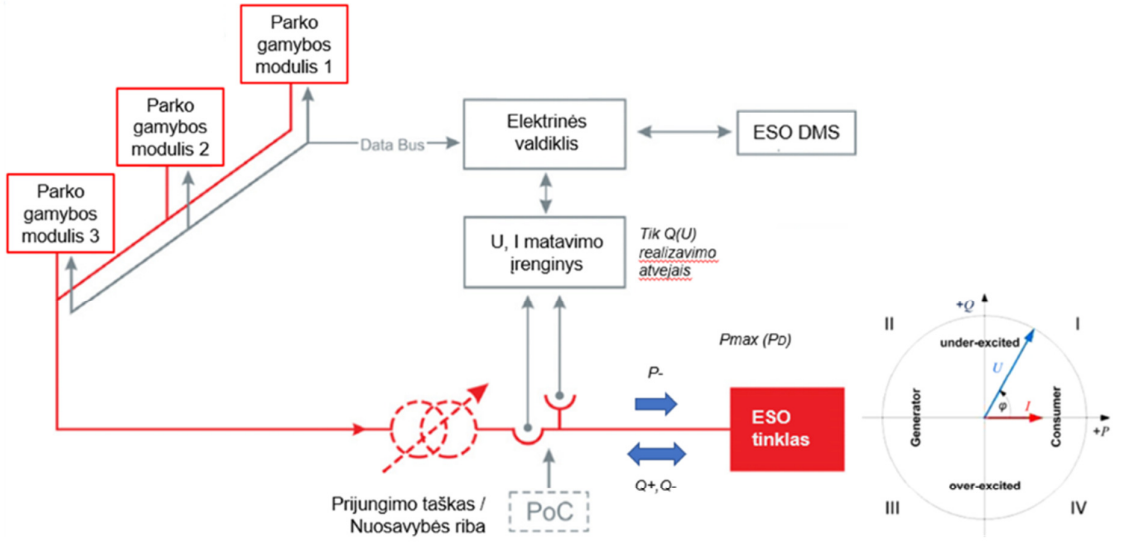 Parko
gamybos
modulis 1
Parko
gamybos
modulis 2
Parko
gamybos
modulis 3
Data Bus
Elektrinės
valdiklis
ESO DMS
U, I matavimo
įrenginys
Tik Q(U)
realizavimo
atvejais
Pmax (PD)
P-
Q+,Q-
ESO
tinklas
Prijungimo taškas /
Nuosavybės riba
PoC
+Q
II
I
under-excited
U
Generator
φ
I
Consumer
+P
over-excited
III
IV